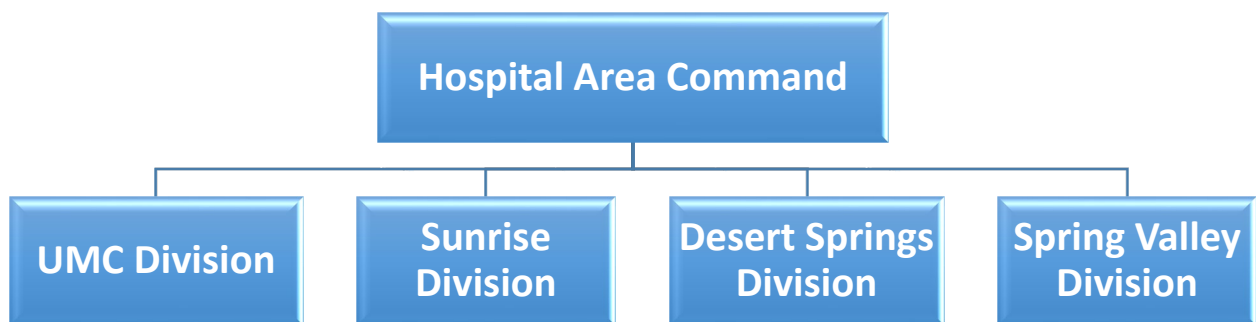 Hospital Area Command
UMC Division
Sunrise
Division
Desert Springs
Division
Spring Valley
Division